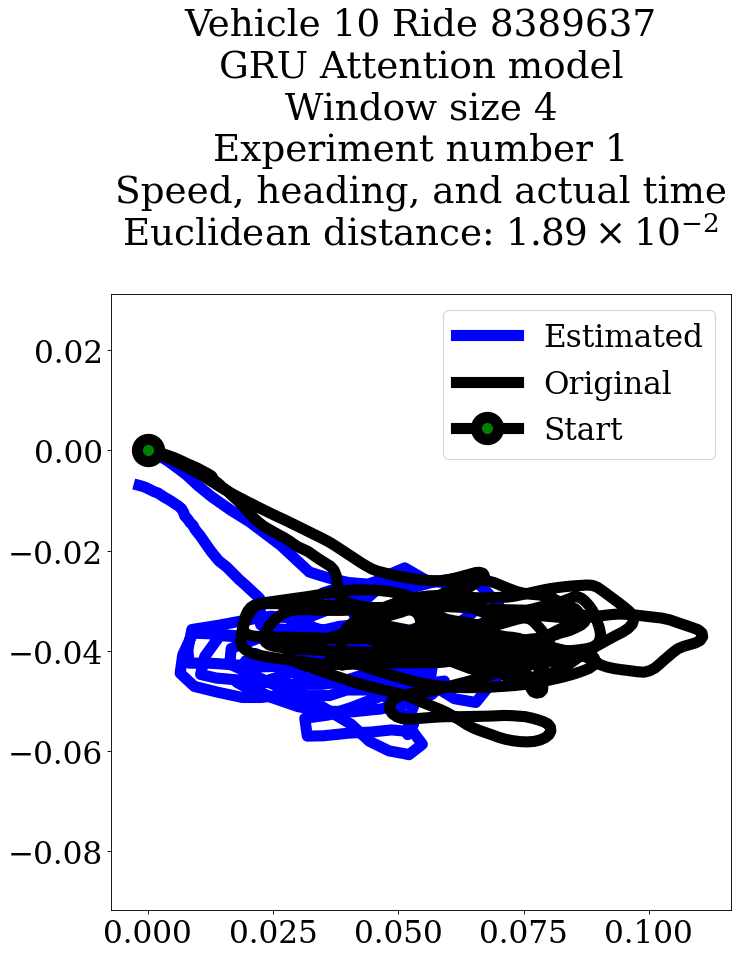 Vehicle 10 Ride 8389637
GRU Attention model
Window size 4
Experiment number 1
Speed, heading, and actual time
Euclidean distance: 1.89 × 10⁻²
Estimated
Original
Start
0.02
0.00
−0.02
−0.04
−0.06
−0.08
0.000 0.025 0.050 0.075 0.100